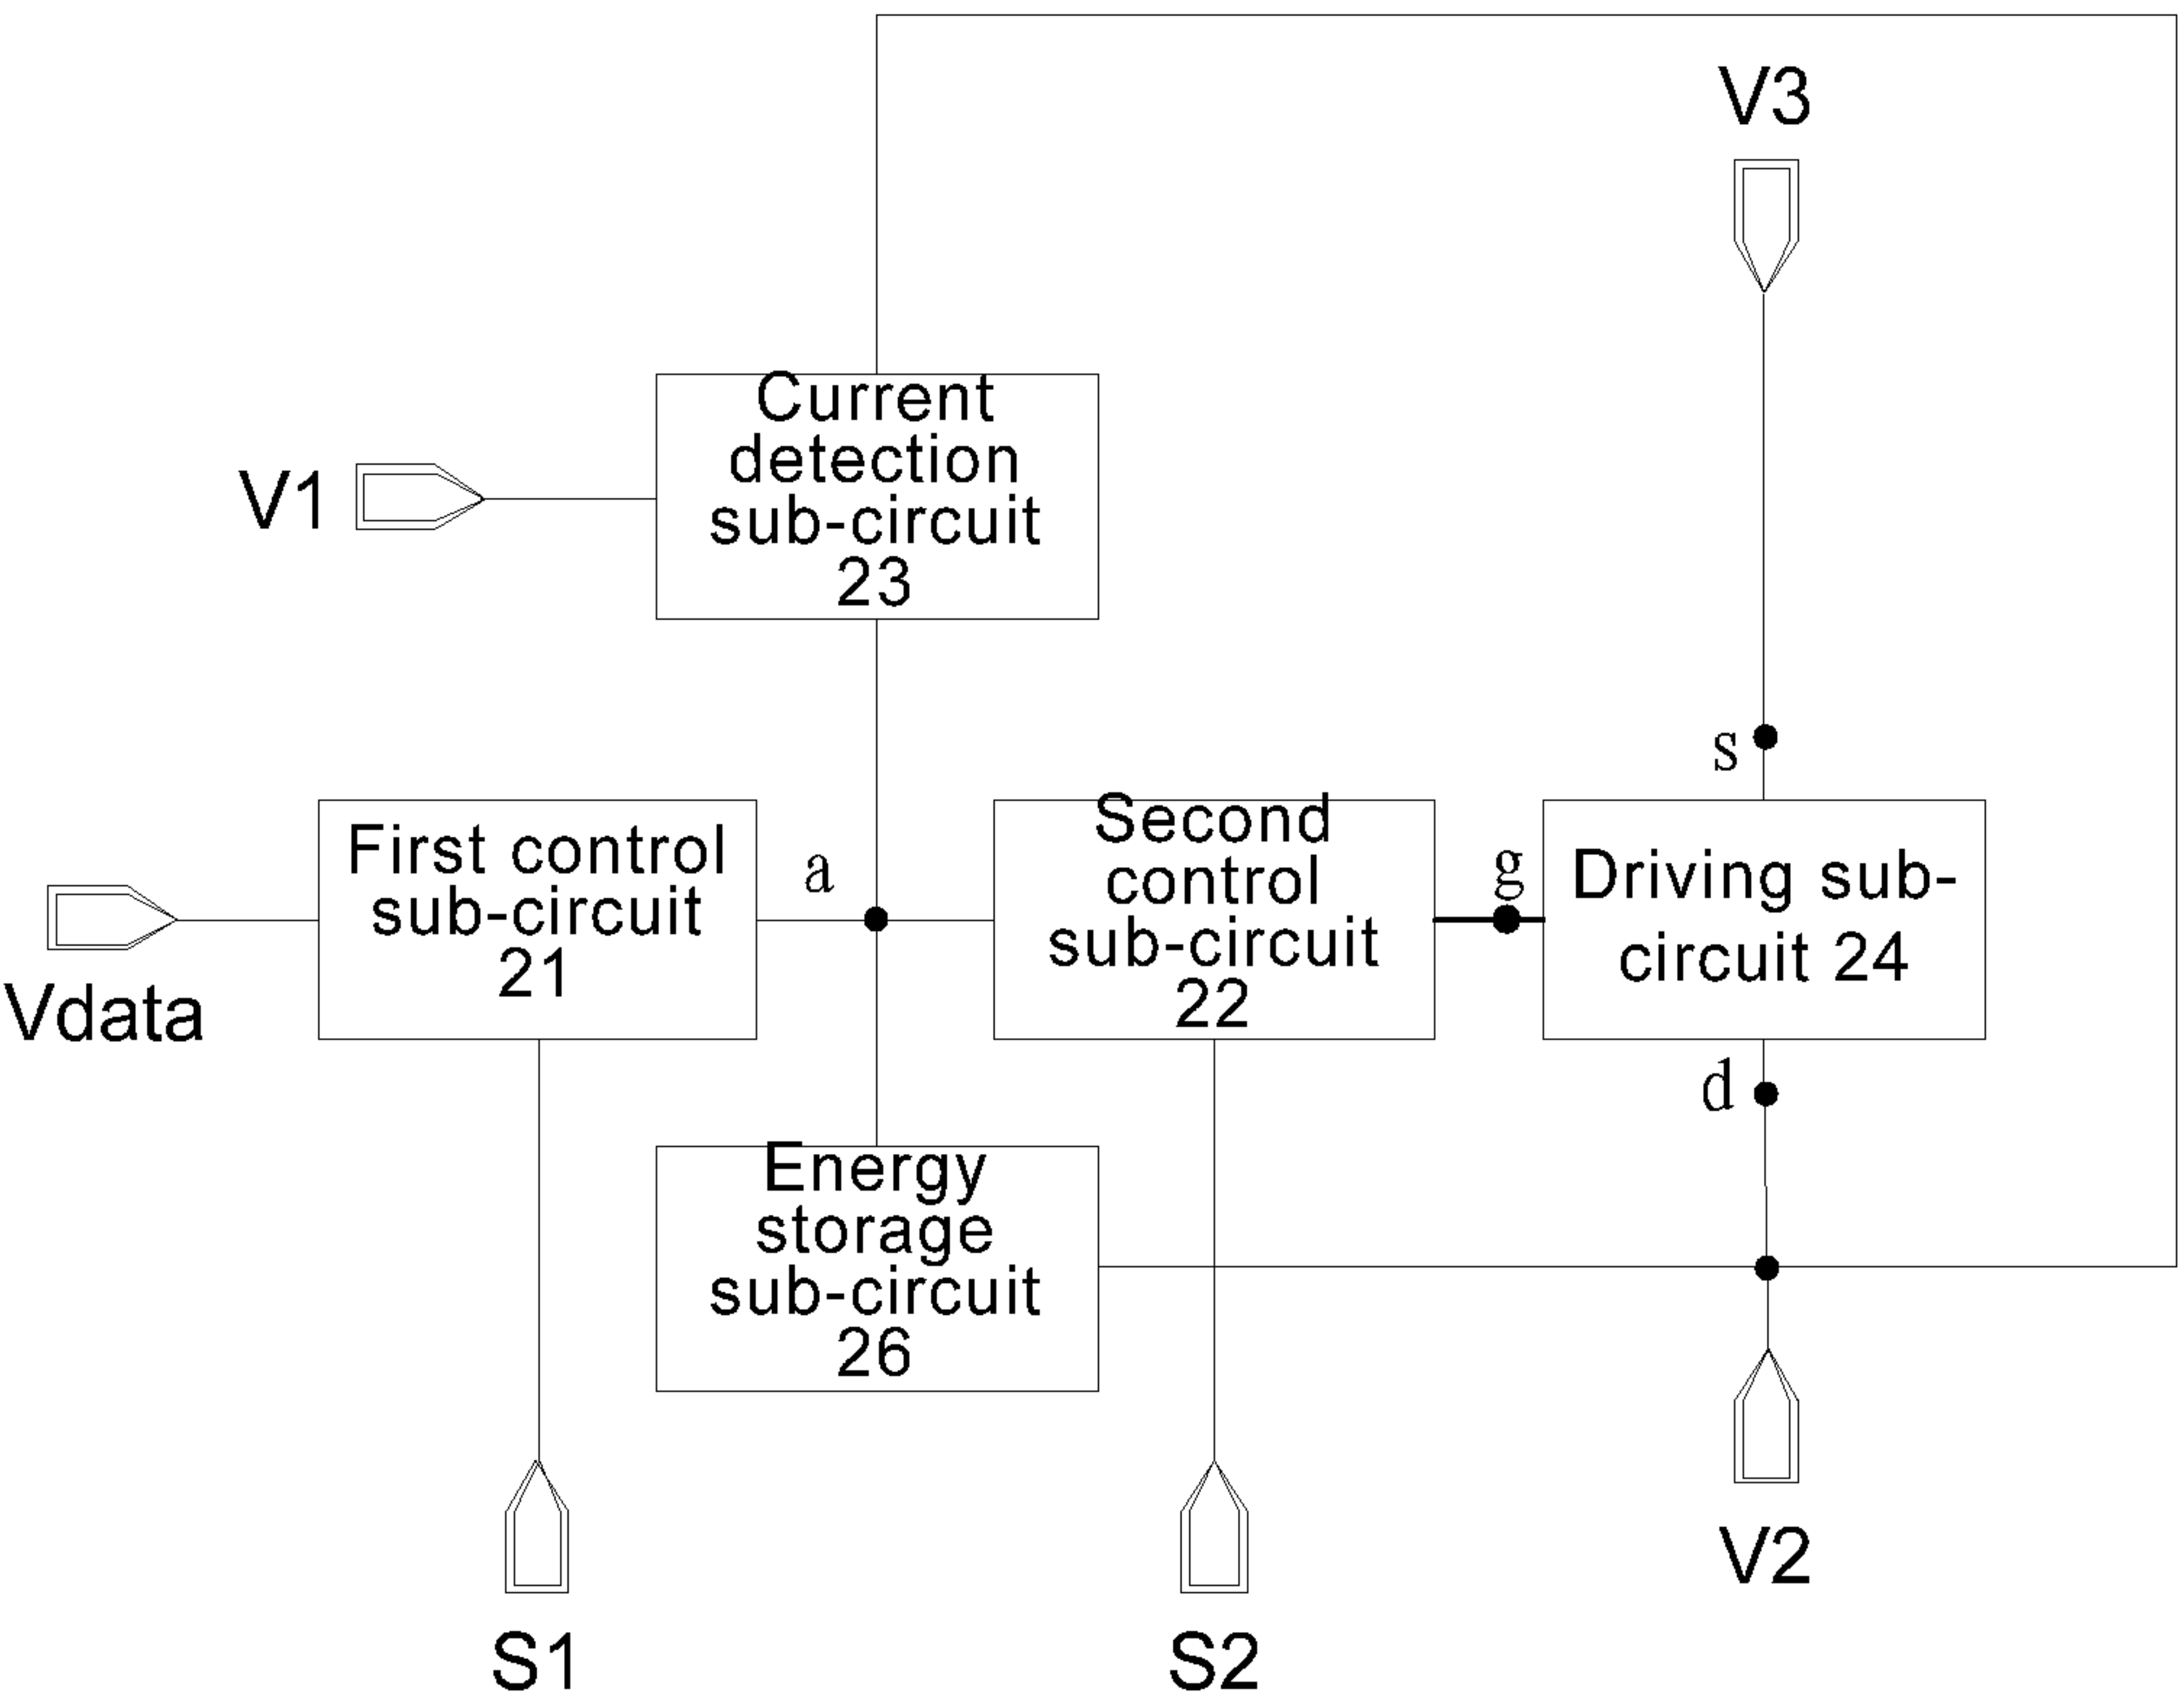 V3
Current
detection
sub-circuit
23
V1
s
First control
sub-circuit
21
a
Second
control
sub-circuit
22
g
Driving sub-
circuit 24
Vdata
d
Energy
storage
sub-circuit
26
V2
S1
S2